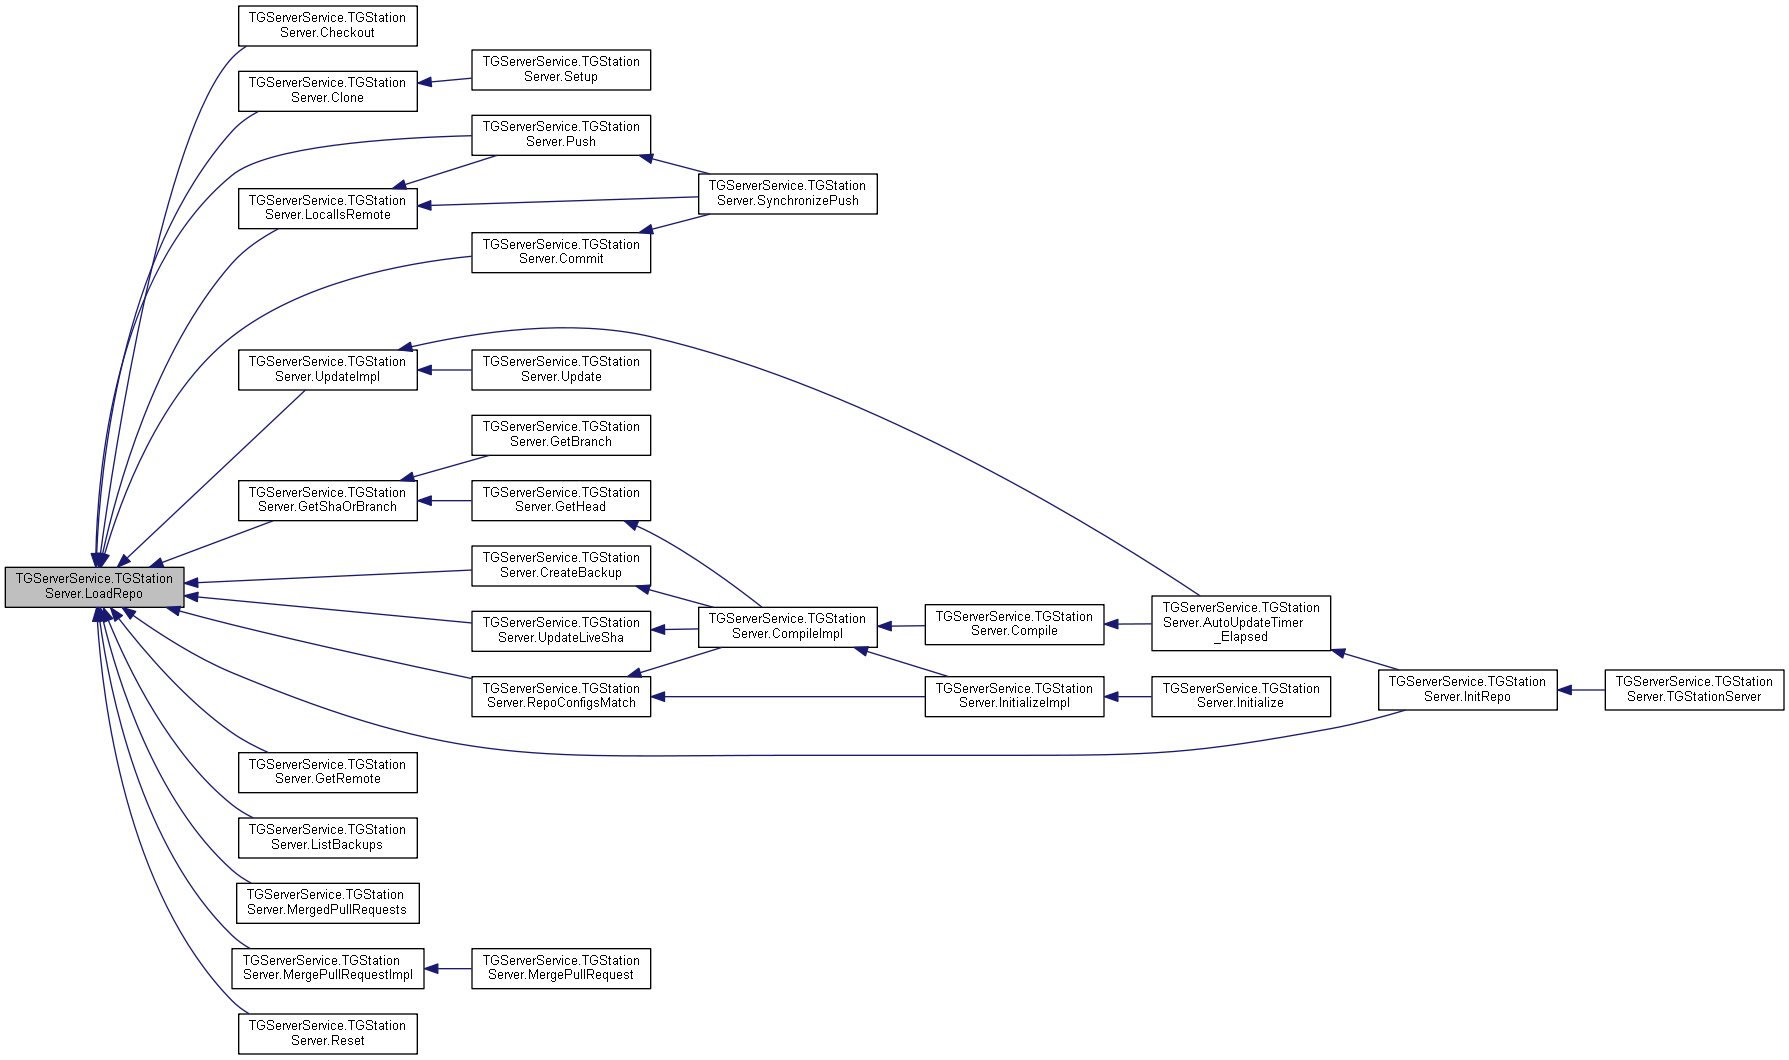 TGServerService.TGStation
Server.Checkout
TGServerService.TGStation
Server.Clone
TGServerService.TGStation
Server.Setup
TGServerService.TGStation
Server.Push
TGServerService.TGStation
Server.LocalIsRemote
TGServerService.TGStation
Server.SynchronizePush
TGServerService.TGStation
Server.Commit
TGServerService.TGStation
Server.UpdateImpl
TGServerService.TGStation
Server.Update
TGServerService.TGStation
Server.GetBranch
TGServerService.TGStation
Server.GetShaOrBranch
TGServerService.TGStation
Server.GetHead
TGServerService.TGStation
Server.CreateBackup
TGServerService.TGStation
Server.LoadRepo
TGServerService.TGStation
Server.UpdateLiveSha
TGServerService.TGStation
Server.CompileImpl
TGServerService.TGStation
Server.Compile
TGServerService.TGStation
Server.AutoUpdateTimer
_Elapsed
TGServerService.TGStation
Server.RepoConfigsMatch
TGServerService.TGStation
Server.InitializeImpl
TGServerService.TGStation
Server.Initialize
TGServerService.TGStation
Server.InitRepo
TGServerService.TGStation
Server.TGStationServer
TGServerService.TGStation
Server.GetRemote
TGServerService.TGStation
Server.ListBackups
TGServerService.TGStation
Server.MergedPullRequests
TGServerService.TGStation
Server.MergePullRequestImpl
TGServerService.TGStation
Server.MergePullRequest
TGServerService.TGStation
Server.Reset